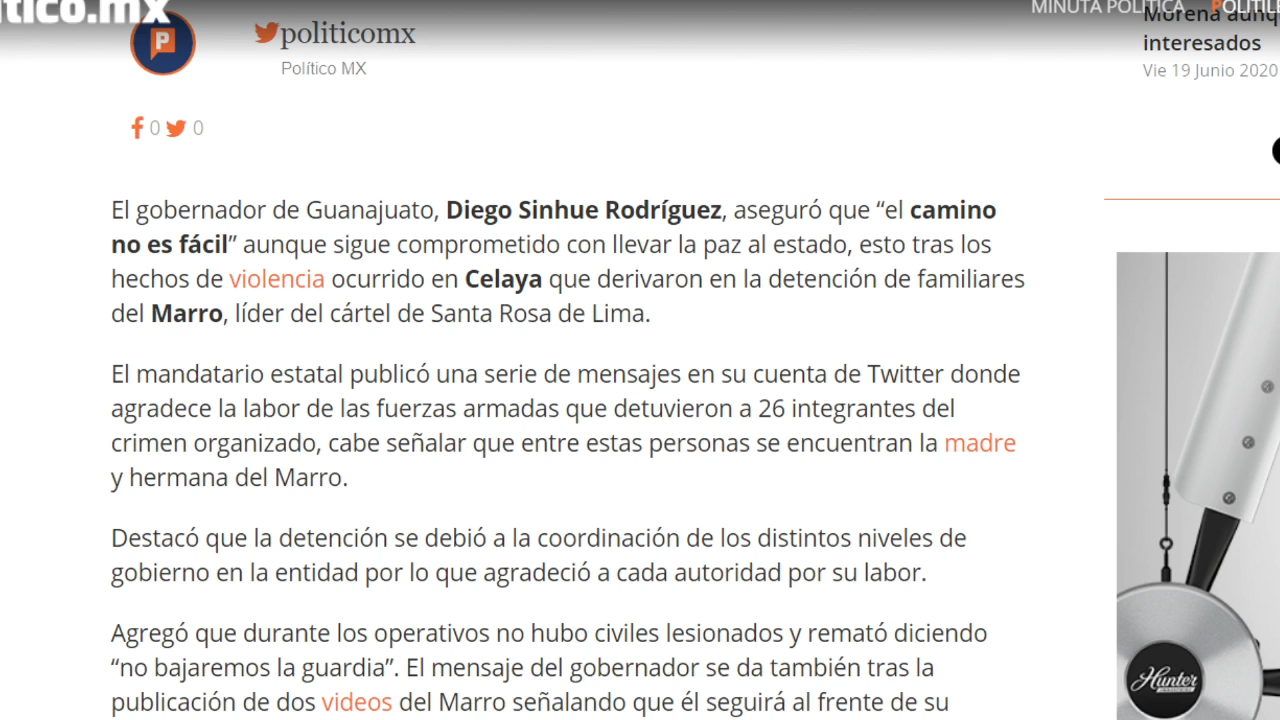 ítico.mx
MINUTA POLÍTICA
Morena aunq
interesados
Vie 19 Junio 2020
P
politicomx
Político MX
0 0
El gobernador de Guanajuato, Diego Sinhue Rodríguez, aseguró que “el camino
no es fácil” aunque sigue comprometido con llevar la paz al estado, esto tras los
hechos de violencia ocurrido en Celaya que derivaron en la detención de familiares
del Marro, líder del cártel de Santa Rosa de Lima.
El mandatario estatal publicó una serie de mensajes en su cuenta de Twitter donde
agradece la labor de las fuerzas armadas que detuvieron a 26 integrantes del
crimen organizado, cabe señalar que entre estas personas se encuentran la madre
y hermana del Marro.
Destacó que la detención se debió a la coordinación de los distintos niveles de
gobierno en la entidad por lo que agradeció a cada autoridad por su labor.
Agregó que durante los operativos no hubo civiles lesionados y remató diciendo
“no bajaremos la guardia”. El mensaje del gobernador se da también tras la
publicación de dos videos del Marro señalando que él seguirá al frente de su
Hunter